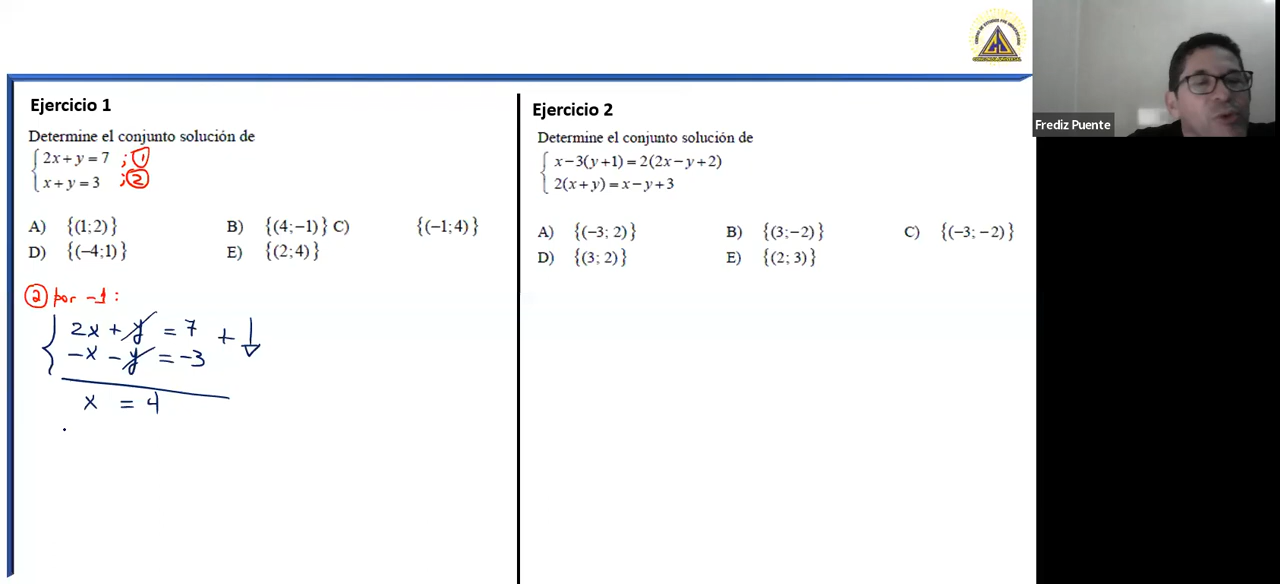 Frediz Puente
Ejercicio 1
Determine el conjunto solución de
2x + y = 7 ; ①
x + y = 3 ; ②
A) {(1;2)} B) {(4;−1)} C) {(−1;4)}
D) {(−4;1)} E) {(2;4)}
② por -1 :
2x + y = 7 + ↓
-x - y = -3
x = 4
Ejercicio 2
Determine el conjunto solución de
x−3(y+1) = 2(2x−y+2)
2(x+y) = x−y+3
A) {(−3; 2)} B) {(3;−2)} C) {(−3;−2)}
D) {(3; 2)} E) {(2; 3)}